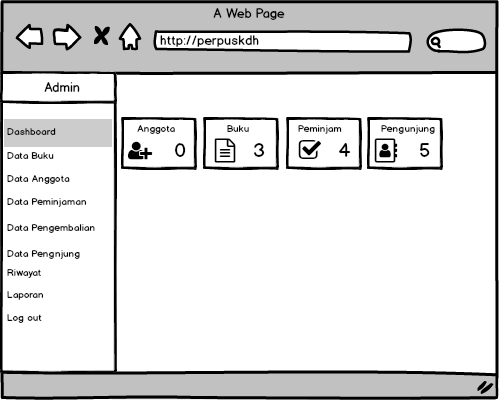 A Web Page
http://perpuskdh
Admin
Dashboard
Data Buku
Data Anggota
Data Peminjaman
Data Pengembalian
Data Pengnjung
Riwayat
Laporan
Log out
Anggota
0
Buku
3
Peminjam
4
Pengunjung
5